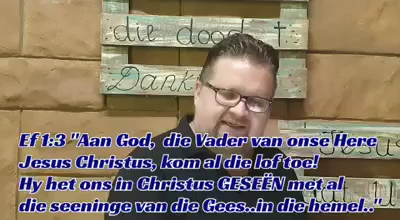 die dood
Dank
Jesus
Ef 1:3 "Aan God, die Vader van onse Here
Jesus Christus, kom al die lof toe!
Hy het ons in Christus GESEËN met al
die seeninge van die Gees..in die hemel.."